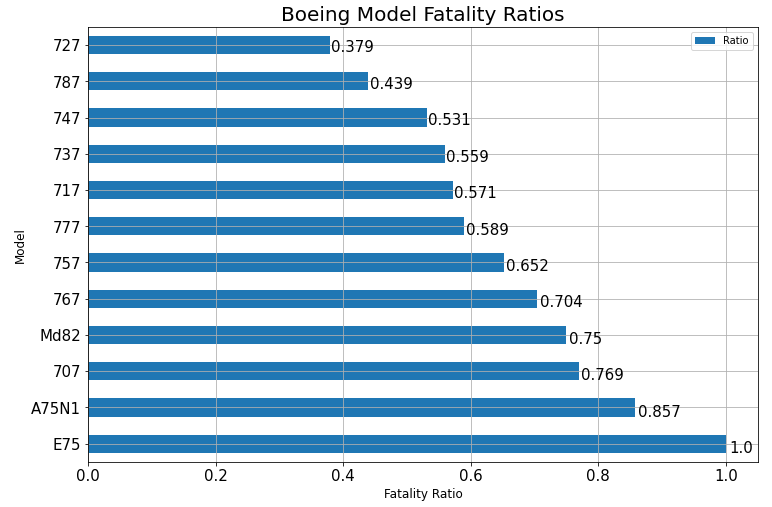 Boeing Model Fatality Ratios
Ratio
727 0.379
787 0.439
747 0.531
737 0.559
717 0.571
777 0.589
757 0.652
767 0.704
Md82 0.75
707 0.769
A75N1 0.857
E75 1.0
Model
0.0 0.2 0.4 0.6 0.8 1.0
Fatality Ratio